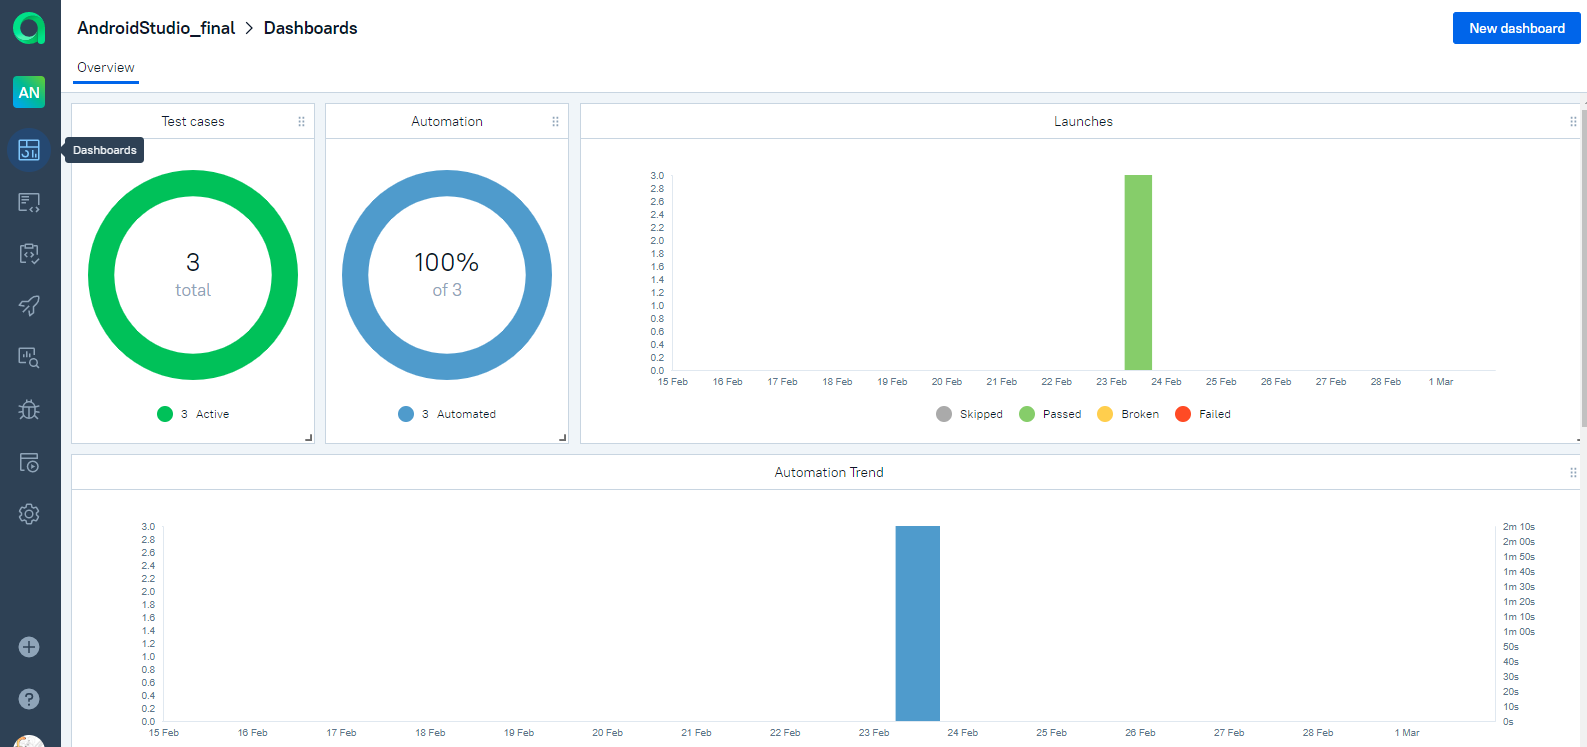 AndroidStudio_final > Dashboards
New dashboard
Overview
AN
Dashboards
Test cases
3
total
3 Active
Automation
100%
of 3
3 Automated
Launches
3.0
2.8
2.6
2.4
2.2
2.0
1.8
1.6
1.4
1.2
1.0
0.8
0.6
0.4
0.2
0.0
15 Feb 16 Feb 17 Feb 18 Feb 19 Feb 20 Feb 21 Feb 22 Feb 23 Feb 24 Feb 25 Feb 26 Feb 27 Feb 28 Feb 1 Mar
Skipped Passed Broken Failed
Automation Trend
3.0
2.8
2.6
2.4
2.2
2.0
1.8
1.6
1.4
1.2
1.0
0.8
0.6
0.4
0.2
0.0
2m 10s
2m 00s
1m 50s
1m 40s
1m 30s
1m 20s
1m 10s
1m 00s
50s
40s
30s
20s
10s
0s
15 Feb 16 Feb 17 Feb 18 Feb 19 Feb 20 Feb 21 Feb 22 Feb 23 Feb 24 Feb 25 Feb 26 Feb 27 Feb 28 Feb 1 Mar